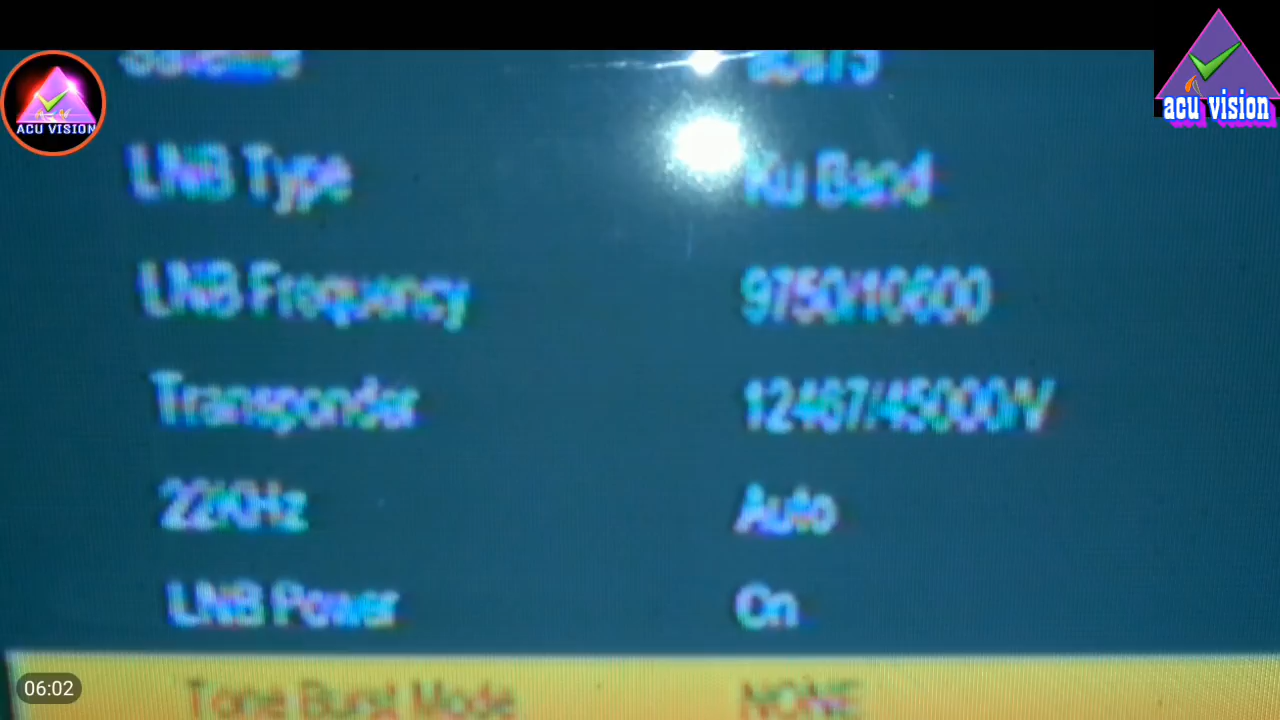 acu vision
ACU VISION
Satellite
LNB Type Ku Band
LNB Frequency 9750/10600
Transponder 12467/45000/V
22KHz Auto
LNB Power On
Tone Burst Mode NONE
06:02